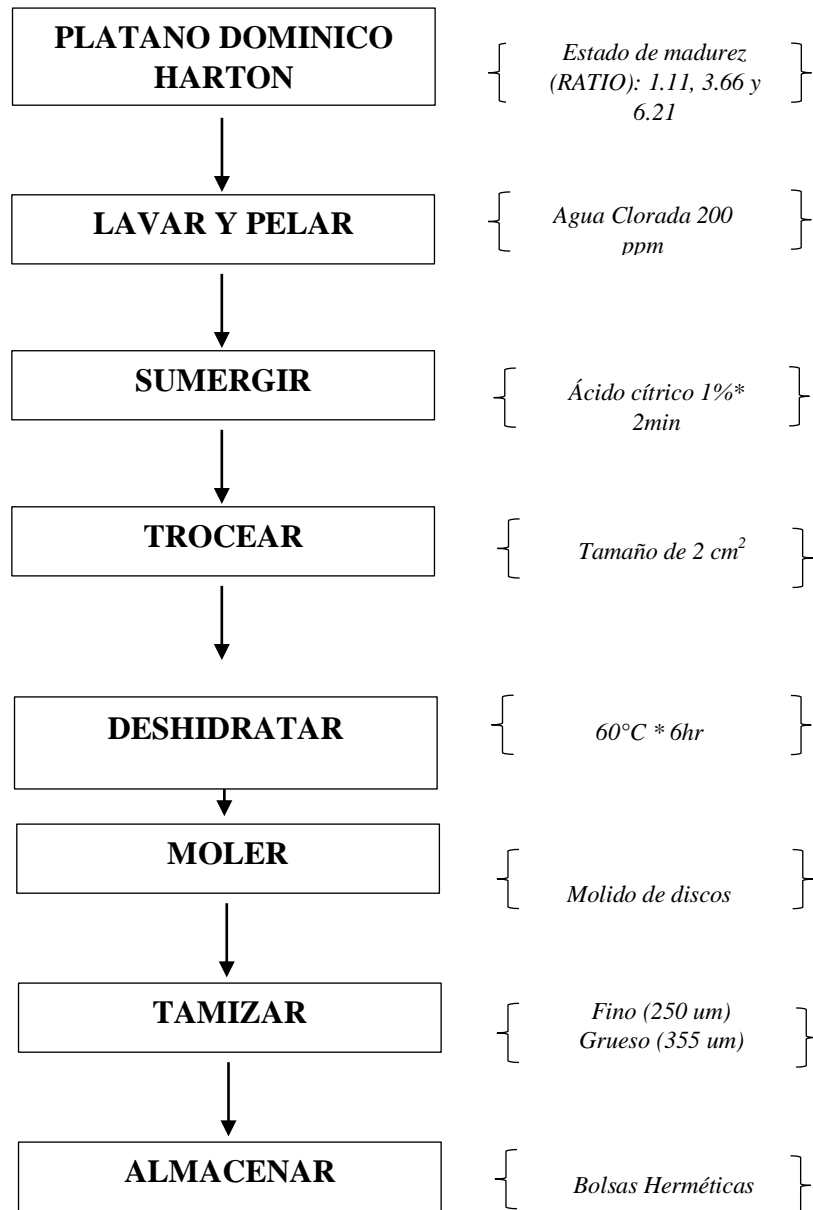 PLATANO DOMINICO
HARTON
Estado de madurez
(RATIO): 1.11, 3.66 y
6.21
LAVAR Y PELAR
Agua Clorada 200
ppm
SUMERGIR
Ácido cítrico 1%*
2min
TROCEAR
Tamaño de 2 cm²
DESHIDRATAR
60°C * 6hr
MOLER
Molido de discos
TAMIZAR
Fino (250 um)
Grueso (355 um)
ALMACENAR
Bolsas Herméticas